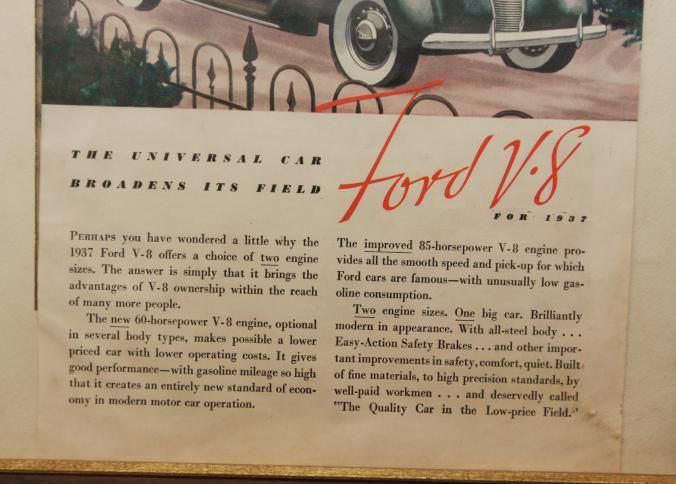 THE UNIVERSAL CAR
BROADENS ITS FIELD
Ford V·8
FOR 1937
PERHAPS you have wondered a little why the
1937 Ford V-8 offers a choice of two engine
sizes. The answer is simply that it brings the
advantages of V-8 ownership within the reach
of many more people.
The new 60-horsepower V-8 engine, optional
in several body types, makes possible a lower
priced car with lower operating costs. It gives
good performance—with gasoline mileage so high
that it creates an entirely new standard of econ-
omy in modern motor car operation.
The improved 85-horsepower V-8 engine pro-
vides all the smooth speed and pick-up for which
Ford cars are famous—with unusually low gas-
oline consumption.
Two engine sizes. One big car. Brilliantly
modern in appearance. With all-steel body . . .
Easy-Action Safety Brakes . . . and other impor-
tant improvements in safety, comfort, quiet. Built
of fine materials, to high precision standards, by
well-paid workmen . . . and deservedly called
"The Quality Car in the Low-price Field."